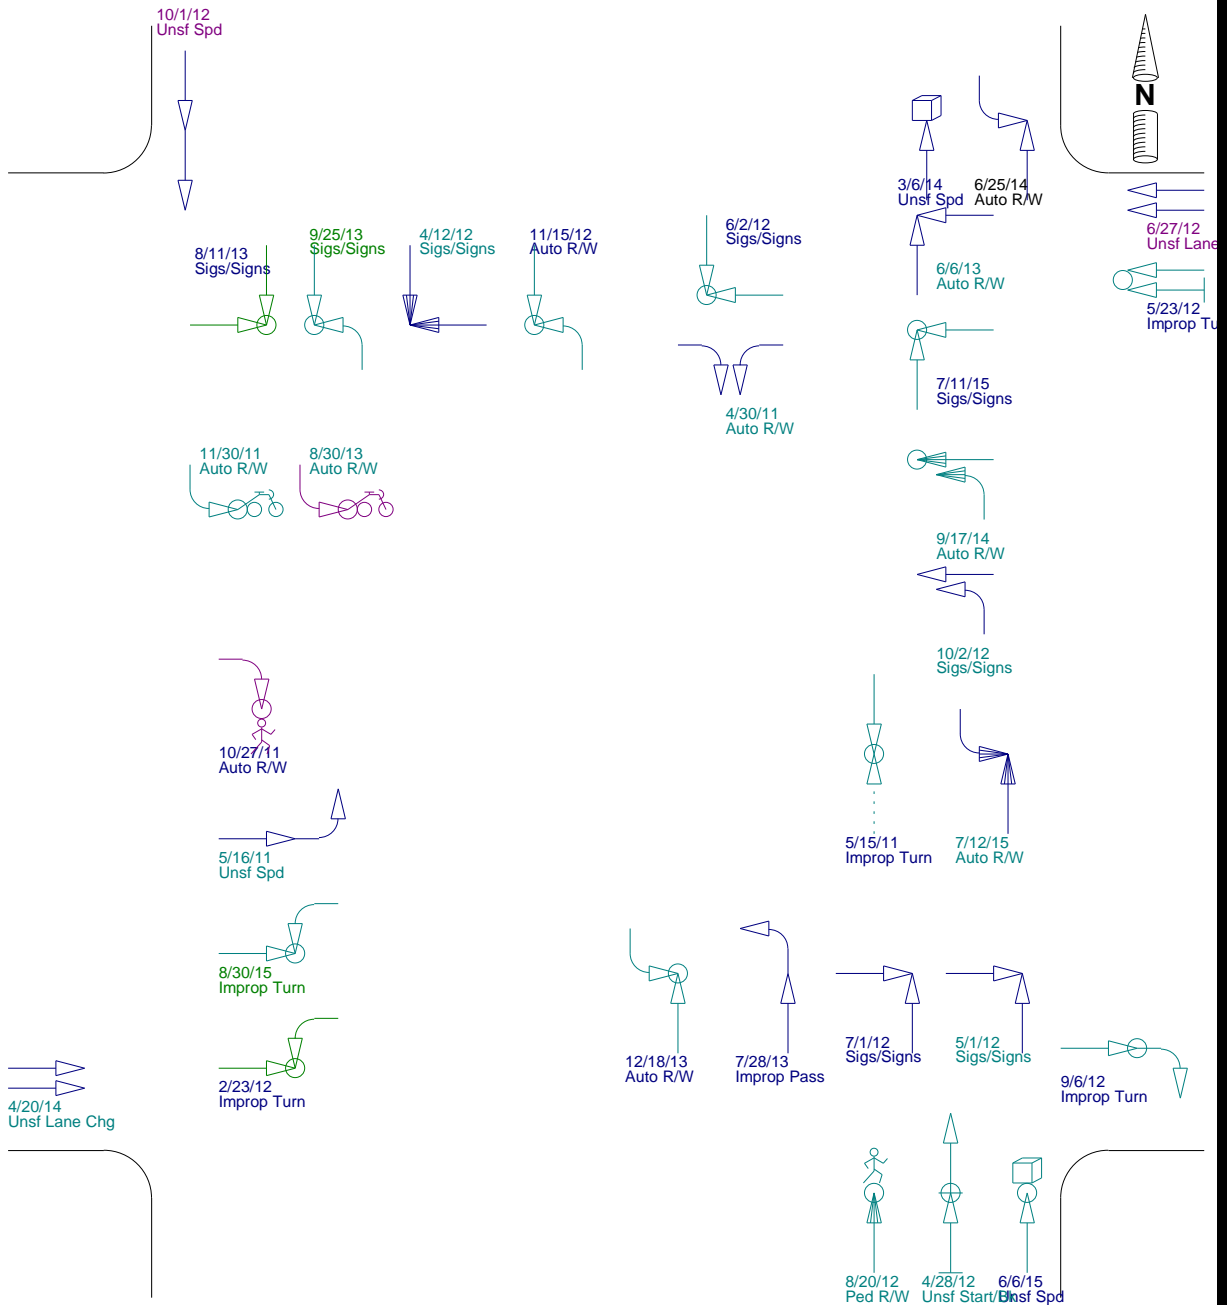 10/1/12
Unsf Spd
N
3/6/14
Unsf Spd
6/25/14
Auto R/W
8/11/13
Sigs/Signs
9/25/13
Sigs/Signs
4/12/12
Sigs/Signs
11/15/12
Auto R/W
6/2/12
Sigs/Signs
6/27/12
Unsf Lane
6/6/13
Auto R/W
5/23/12
Improp Tu
7/11/15
Sigs/Signs
4/30/11
Auto R/W
11/30/11
Auto R/W
8/30/13
Auto R/W
9/17/14
Auto R/W
10/2/12
Sigs/Signs
10/27/11
Auto R/W
5/16/11
Unsf Spd
5/15/11
Improp Turn
7/12/15
Auto R/W
8/30/15
Improp Turn
2/23/12
Improp Turn
12/18/13
Auto R/W
7/28/13
Improp Pass
7/1/12
Sigs/Signs
5/1/12
Sigs/Signs
9/6/12
Improp Turn
4/20/14
Unsf Lane Chg
8/20/12
Ped R/W
4/28/12
Unsf Start/Bk
6/6/15
Unsf Spd